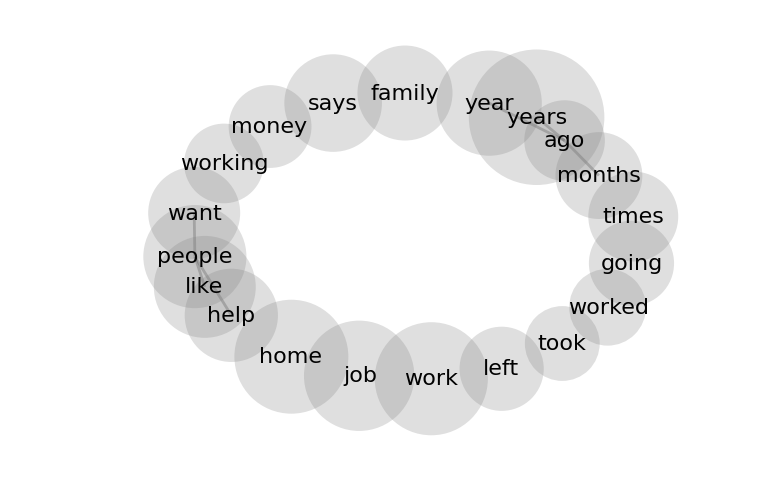 family
says
year
years
money
ago
working
months
want
times
people
going
like
worked
help
took
home
left
job
work